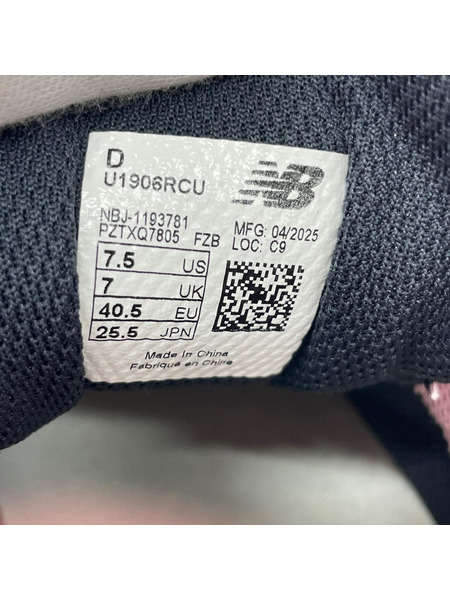 D
U1906RCU
NB
NBJ-1193781
PZTXQ7805 FZB
MFG: 04/2025
LOC: C9
7.5 US
7 UK
40.5 EU
25.5 JPN
Made In China
Fabriqué en Chine